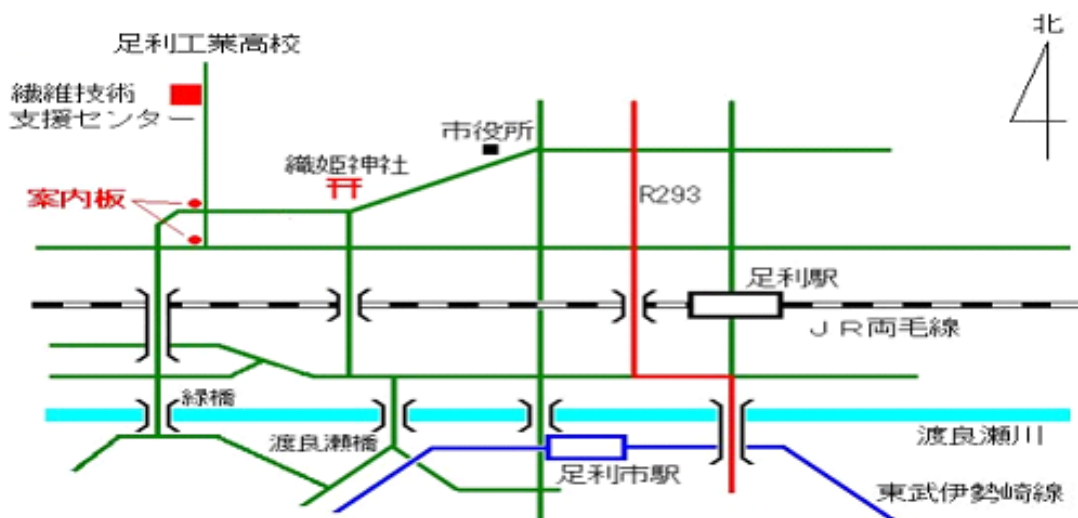 北
足利工業高校
繊維技術
支援センター
市役所
織姫神社
案内板
R293
足利駅
ＪＲ両毛線
緑橋
渡良瀬橋
渡良瀬川
足利市駅
東武伊勢崎線